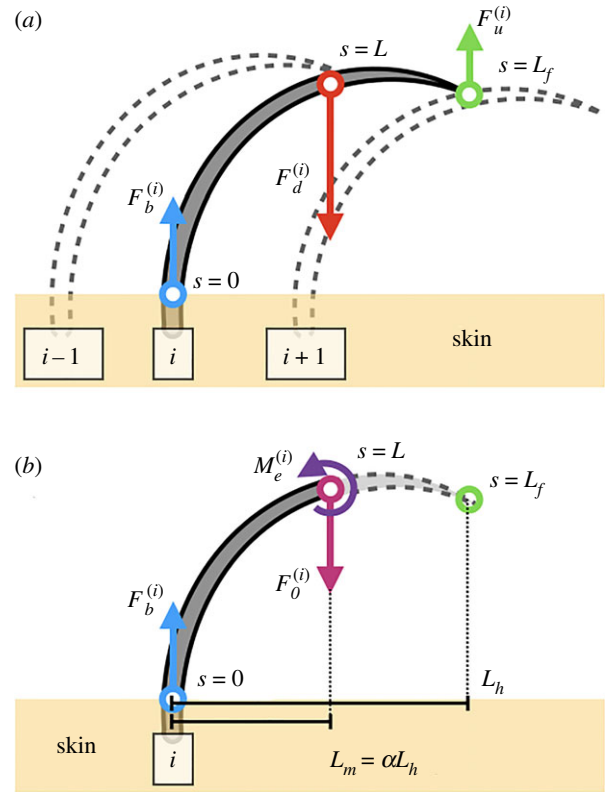 (a)
F_u^{(i)}
s = L
s = L_f
F_b^{(i)}
F_d^{(i)}
s = 0
i – 1
i
i + 1
skin
(b)
M_e^{(i)}
s = L
s = L_f
F_b^{(i)}
F_0^{(i)}
s = 0
L_h
skin
i
L_m = αL_h